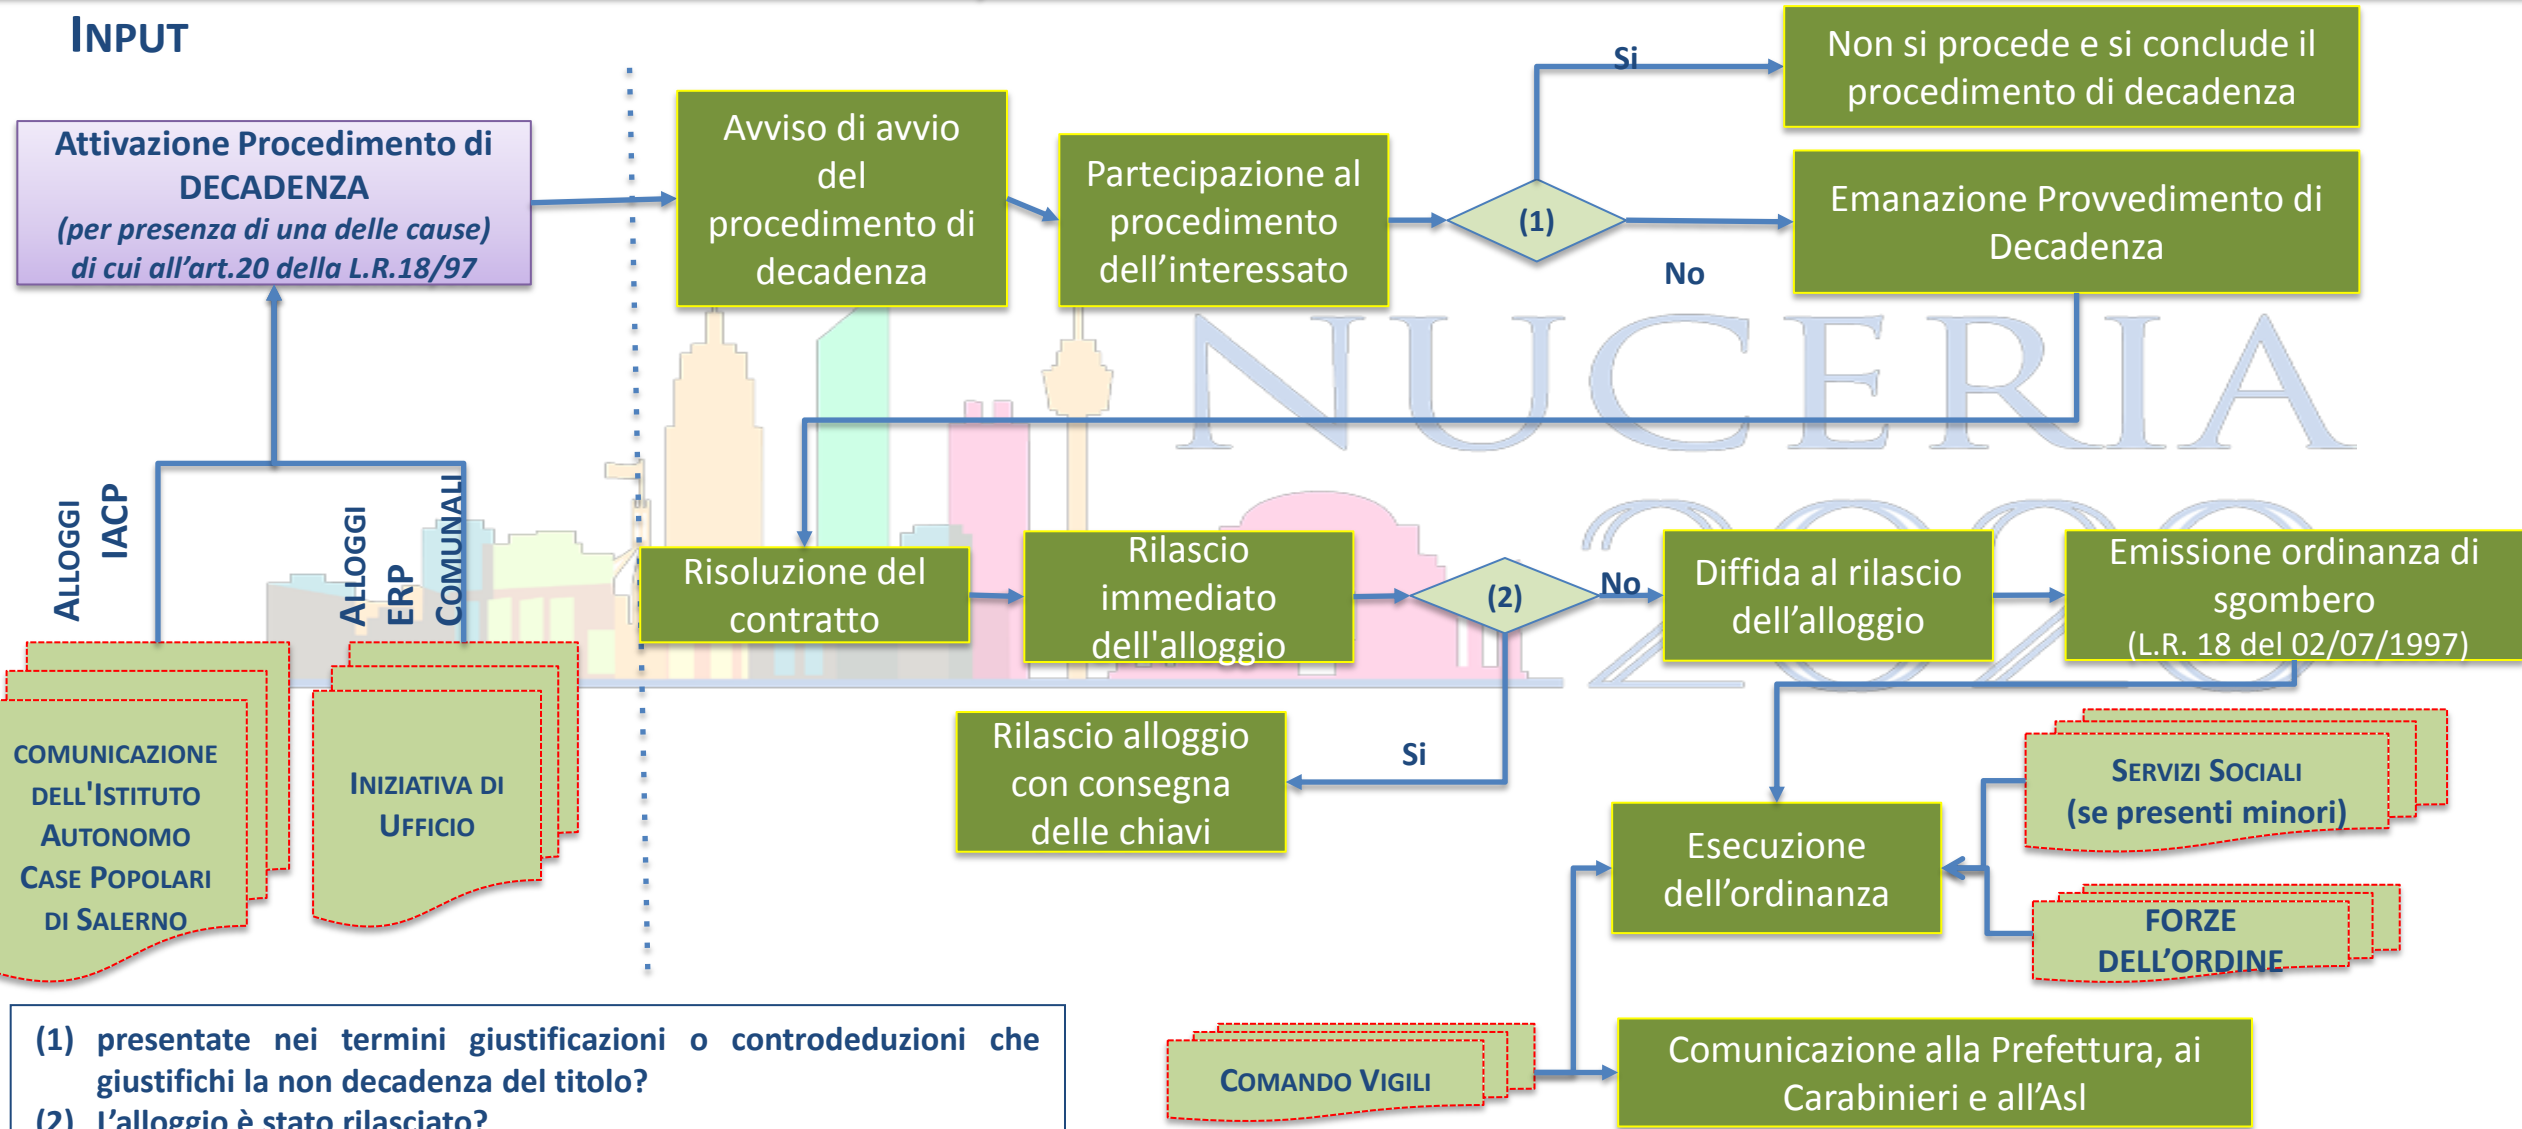 INPUT
Attivazione Procedimento di
DECADENZA
(per presenza di una delle cause)
di cui all'art.20 della L.R.18/97
Avviso di avvio
del
procedimento di
decadenza
Partecipazione al
procedimento
dell'interessato
(1)
Si
Non si procede e si conclude il
procedimento di decadenza
No
Emanazione Provvedimento di
Decadenza
NUCERIA
2020
ALLOGGI
IACP
ALLOGGI
ERP
COMUNALI
Risoluzione del
contratto
Rilascio
immediato
dell'alloggio
(2)
No
Diffida al rilascio
dell'alloggio
Emissione ordinanza di
sgombero
(L.R. 18 del 02/07/1997)
COMUNICAZIONE
DELL'ISTITUTO
AUTONOMO
CASE POPOLARI
DI SALERNO
INIZIATIVA DI
UFFICIO
Rilascio alloggio
con consegna
delle chiavi
Si
Esecuzione
dell'ordinanza
SERVIZI SOCIALI
(se presenti minori)
FORZE
DELL'ORDINE
COMANDO VIGILI
Comunicazione alla Prefettura, ai
Carabinieri e all'Asl
(1) presentate nei termini giustificazioni o controdeduzioni che
giustifichi la non decadenza del titolo?
(2) L'alloggio è stato rilasciato?